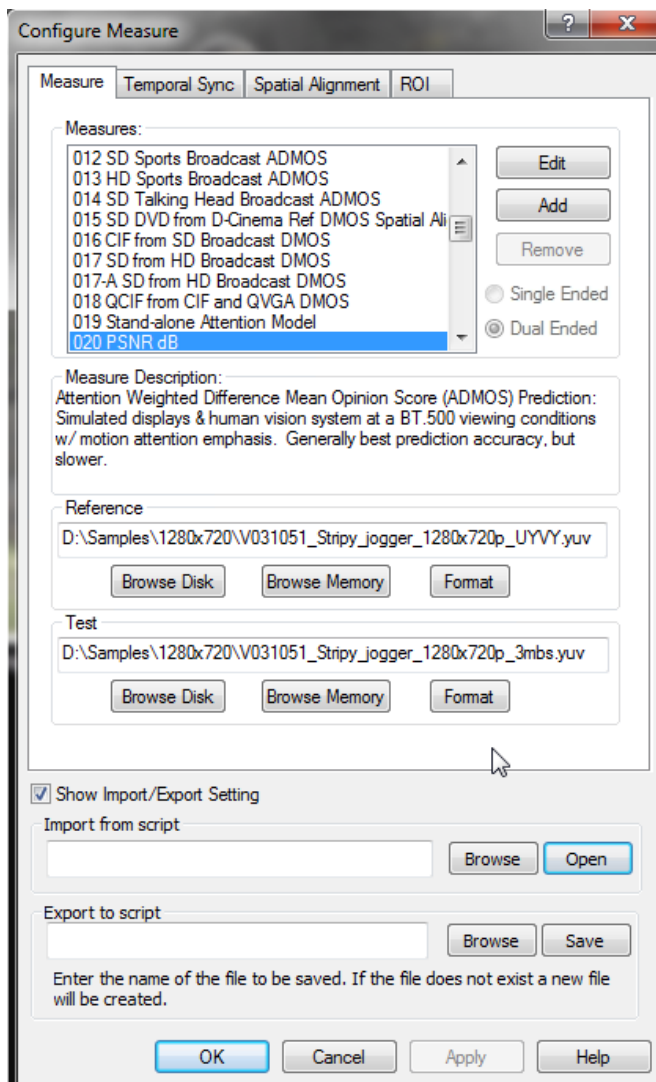 Configure Measure
?
Measure
Temporal Sync
Spatial Alignment
ROI
Measures:
012 SD Sports Broadcast ADMOS
013 HD Sports Broadcast ADMOS
014 SD Talking Head Broadcast ADMOS
015 SD DVD from D-Cinema Ref DMOS Spatial Ali
016 CIF from SD Broadcast DMOS
017 SD from HD Broadcast DMOS
017-A SD from HD Broadcast DMOS
018 QCIF from CIF and QVGA DMOS
019 Stand-alone Attention Model
020 PSNR dB
Edit
Add
Remove
Single Ended
Dual Ended
Measure Description:
Attention Weighted Difference Mean Opinion Score (ADMOS) Prediction:
Simulated displays & human vision system at a BT.500 viewing conditions
w/ motion attention emphasis. Generally best prediction accuracy, but
slower.
Reference
D:\Samples\1280x720\V031051_Stripy_jogger_1280x720p_UYVY.yuv
Browse Disk
Browse Memory
Format
Test
D:\Samples\1280x720\V031051_Stripy_jogger_1280x720p_3mbs.yuv
Browse Disk
Browse Memory
Format
Show Import/Export Setting
Import from script
Browse
Open
Export to script
Browse
Save
Enter the name of the file to be saved. If the file does not exist a new file
will be created.
OK
Cancel
Apply
Help